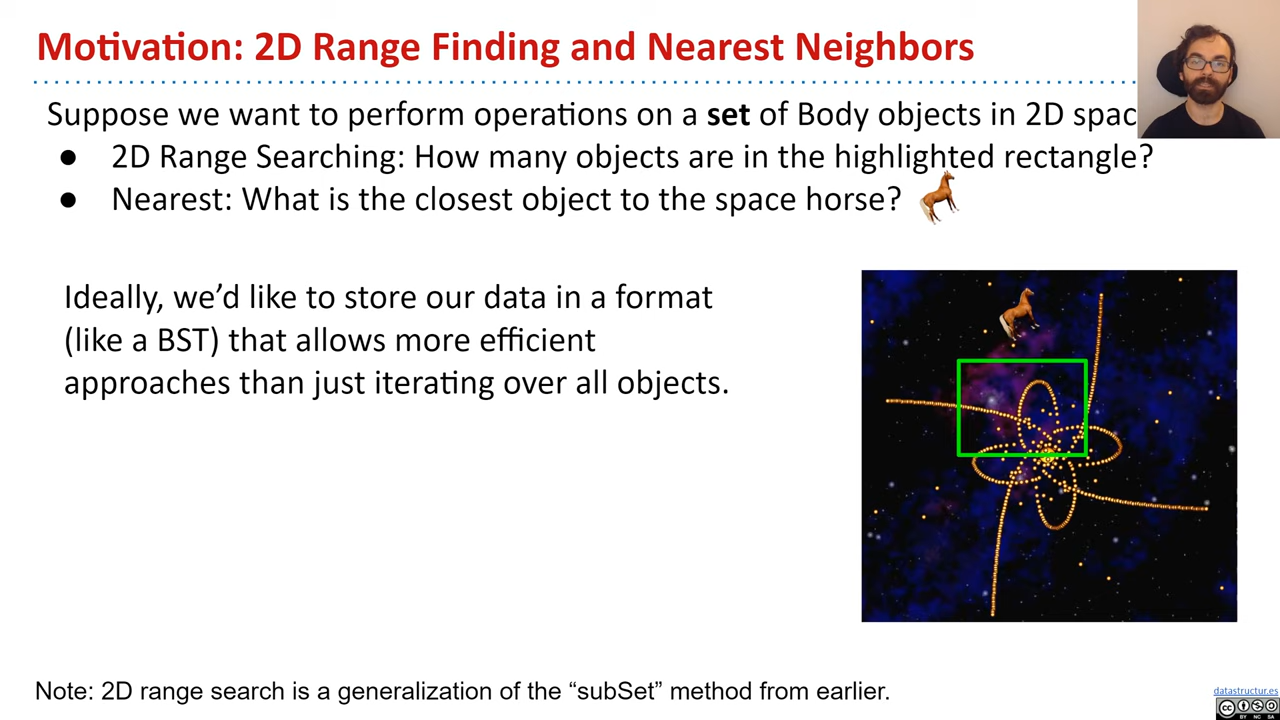 Motivation: 2D Range Finding and Nearest Neighbors
Suppose we want to perform operations on a set of Body objects in 2D spac
● 2D Range Searching: How many objects are in the highlighted rectangle?
● Nearest: What is the closest object to the space horse?
Ideally, we’d like to store our data in a format
(like a BST) that allows more efficient
approaches than just iterating over all objects.
Note: 2D range search is a generalization of the “subSet” method from earlier.
datastructur.es
CC
BY NC SA